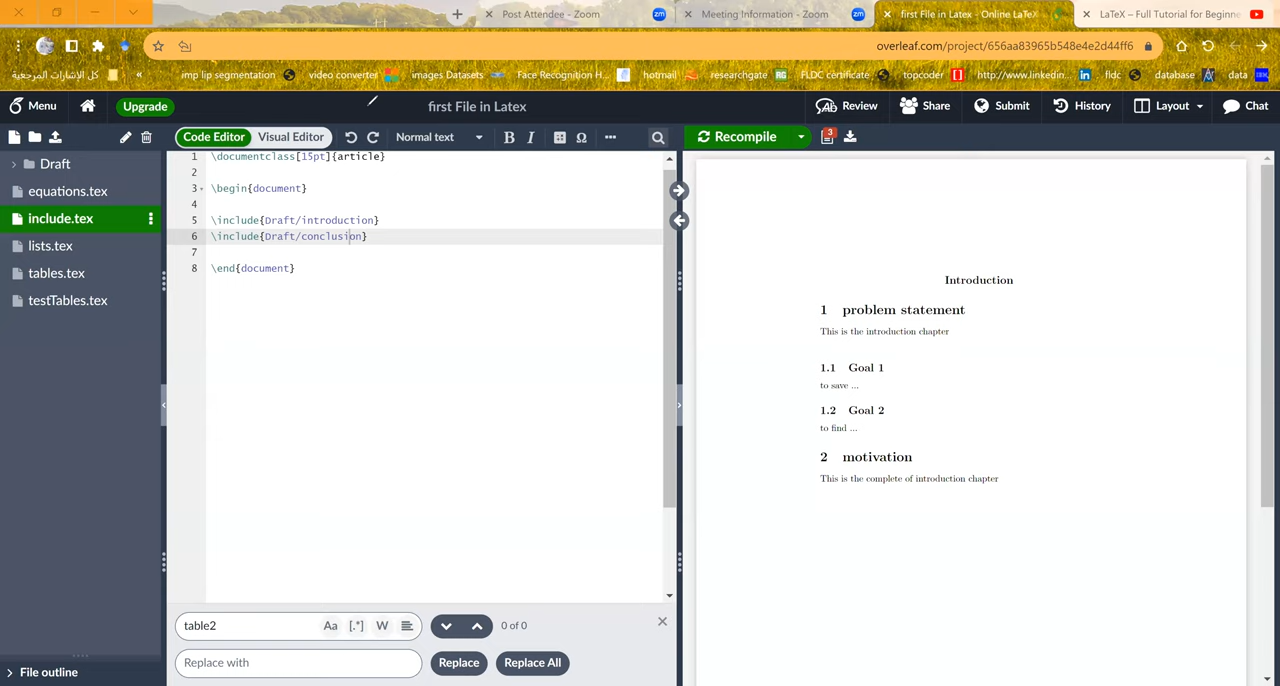 Post Attendee - Zoom
zm
Meeting Information - Zoom
zm
first File in Latex - Online LaTeX
LaTeX – Full Tutorial for Beginne
overleaf.com/project/656aa83965b548e4e2d44ff6
كل الإشارات المرجعية
«
imp lip segmentation
video converter
images Datasets
Face Recognition H...
hotmail
researchgate
RG
FLDC certificate
topcoder
[]
http://www.linkedin...
in
fldc
database
data
Menu
Upgrade
first File in Latex
Review
Share
Submit
History
Layout
Chat
Code Editor
Visual Editor
Normal text
B
I
Ω
...
Recompile
3
Draft
equations.tex
include.tex
lists.tex
tables.tex
testTables.tex
File outline
1 \documentclass[15pt]{article}
2
3 \begin{document}
4
5 \include{Draft/introduction}
6 \include{Draft/conclusion}
7
8 \end{document}
Introduction
1 problem statement
This is the introduction chapter
1.1 Goal 1
to save ...
1.2 Goal 2
to find ...
2 motivation
This is the complete of introduction chapter
table2
Aa
[.*]
W
0 of 0
Replace with
Replace
Replace All